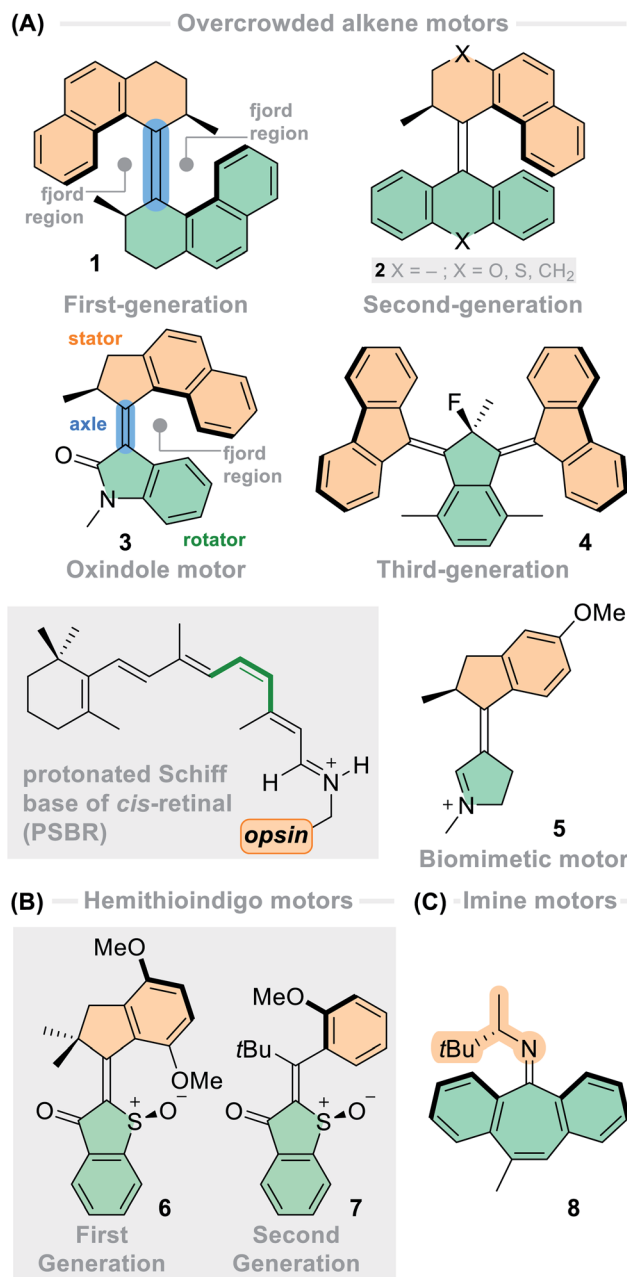 (A) Overcrowded alkene motors
X
fjord
region
fjord
region
X
1
2 X = – ; X = O, S, CH2
First-generation
Second-generation
stator
axle
F
O
fjord
region
N
rotator
3
4
Oxindole motor
Third-generation
OMe
H
+
N
H
protonated Schiff
base of cis-retinal
(PSBR)
opsin
+
N
5
Biomimetic motor
(B) Hemithioindigo motors
(C) Imine motors
MeO
MeO
tBu
tBu
N
OMe
O
+
S
O
–
O
+
S
O
–
6
7
8
First
Generation
Second
Generation